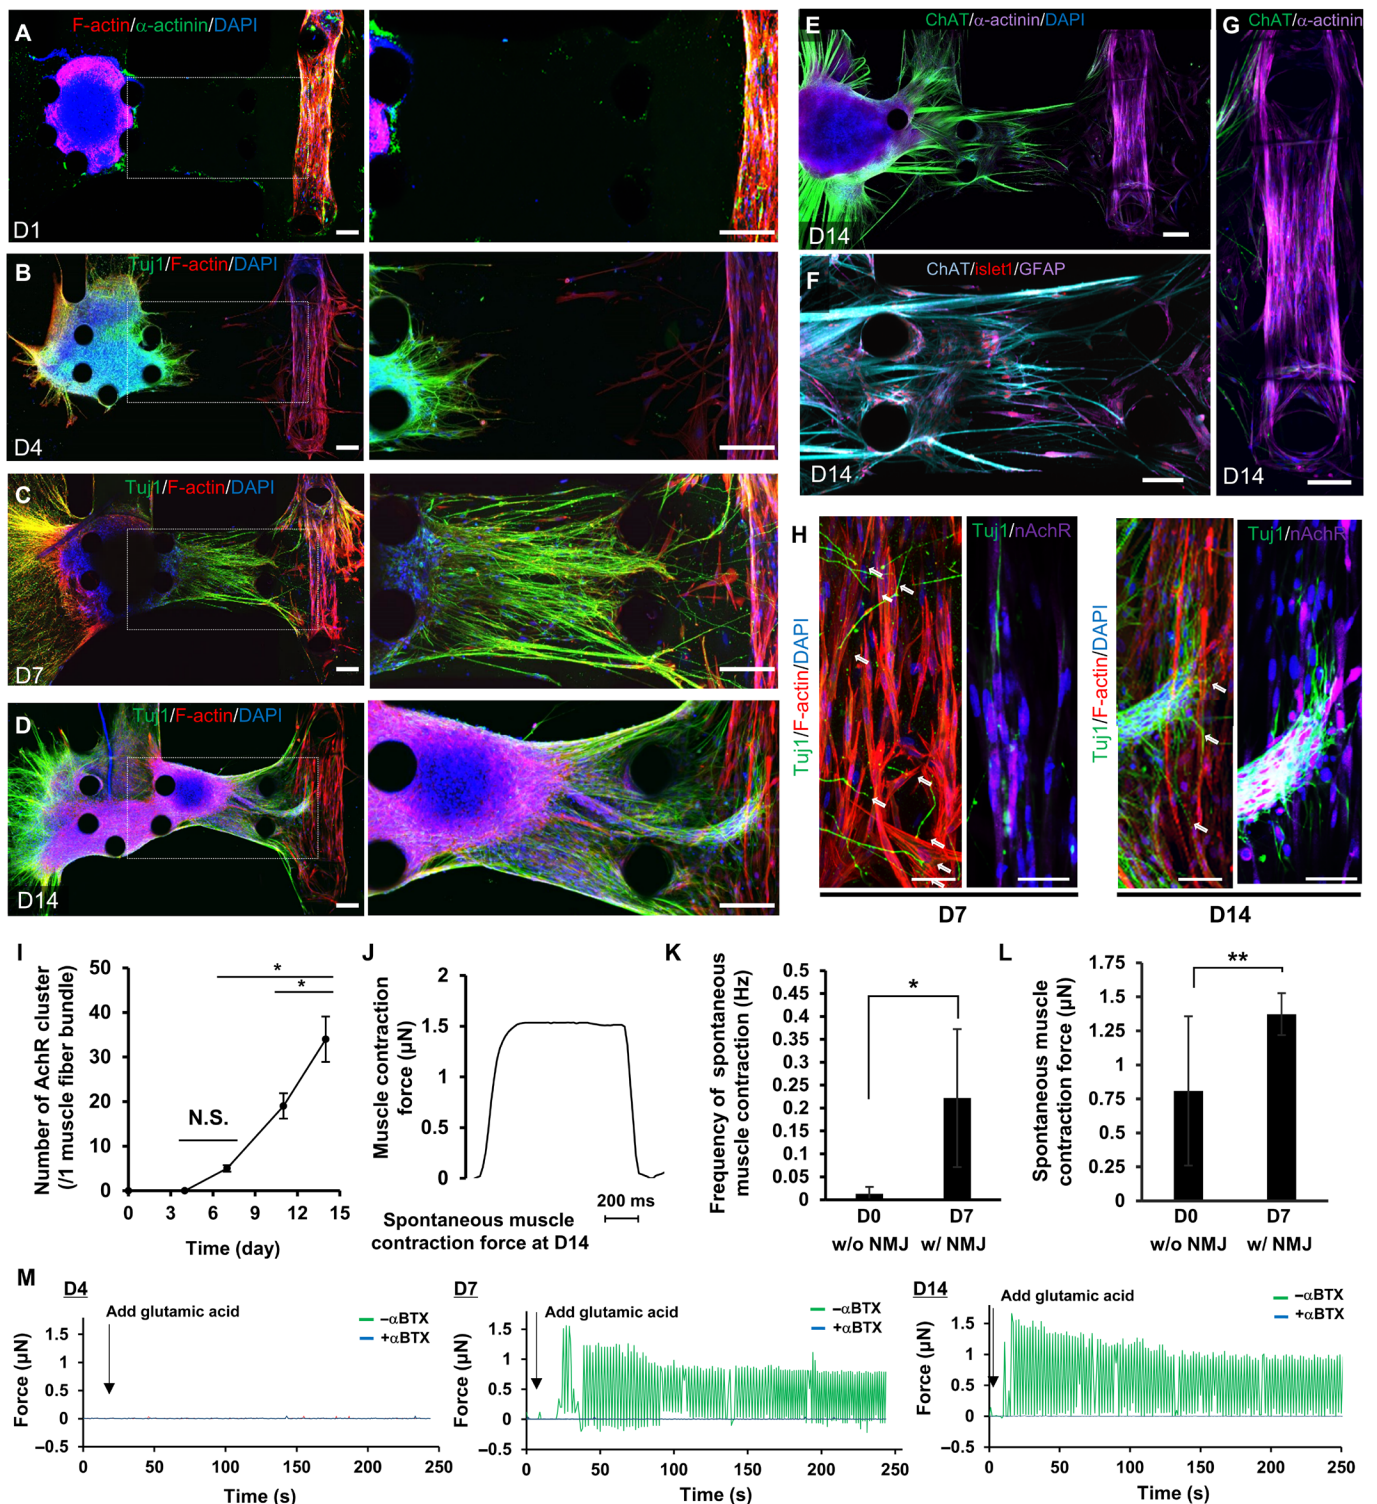 A
F-actin/α-actinin/DAPI
D1
B
Tuj1/F-actin/DAPI
D4
C
Tuj1/F-actin/DAPI
D7
D
Tuj1/F-actin/DAPI
D14
E
ChAT/α-actinin/DAPI
D14
F
ChAT/islet1/GFAP
D14
G
ChAT/α-actinin
D14
H
Tuj1/F-actin/DAPI
Tuj1/nAchR
D7
Tuj1/F-actin/DAPI
Tuj1/nAchR
D14
I
Number of AchR cluster
(/1 muscle fiber bundle)
50
40
30
20
10
0
N.S.
*
*
0 3 6 9 12 15
Time (day)
J
Muscle contraction
force (µN)
2
1.5
1
0.5
0
200 ms
Spontaneous muscle
contraction force at D14
K
Frequency of spontaneous
muscle contraction (Hz)
0.5
0.45
0.4
0.35
0.3
0.25
0.2
0.15
0.1
0.05
0
*
D0 D7
w/o NMJ w/ NMJ
L
Spontaneous muscle
contraction force (µN)
1.75
1.5
1.25
1
0.75
0.5
0.25
0
**
D0 D7
w/o NMJ w/ NMJ
M
D4
Add glutamic acid
–αBTX
+αBTX
Force (µN)
1.5
1
0.5
0
–0.5
0 50 100 150 200 250
Time (s)
D7
Add glutamic acid
–αBTX
+αBTX
Force (µN)
1.5
1
0.5
0
–0.5
0 50 100 150 200 250
Time (s)
D14
Add glutamic acid
–αBTX
+αBTX
Force (µN)
1.5
1
0.5
0
–0.5
0 50 100 150 200 250
Time (s)